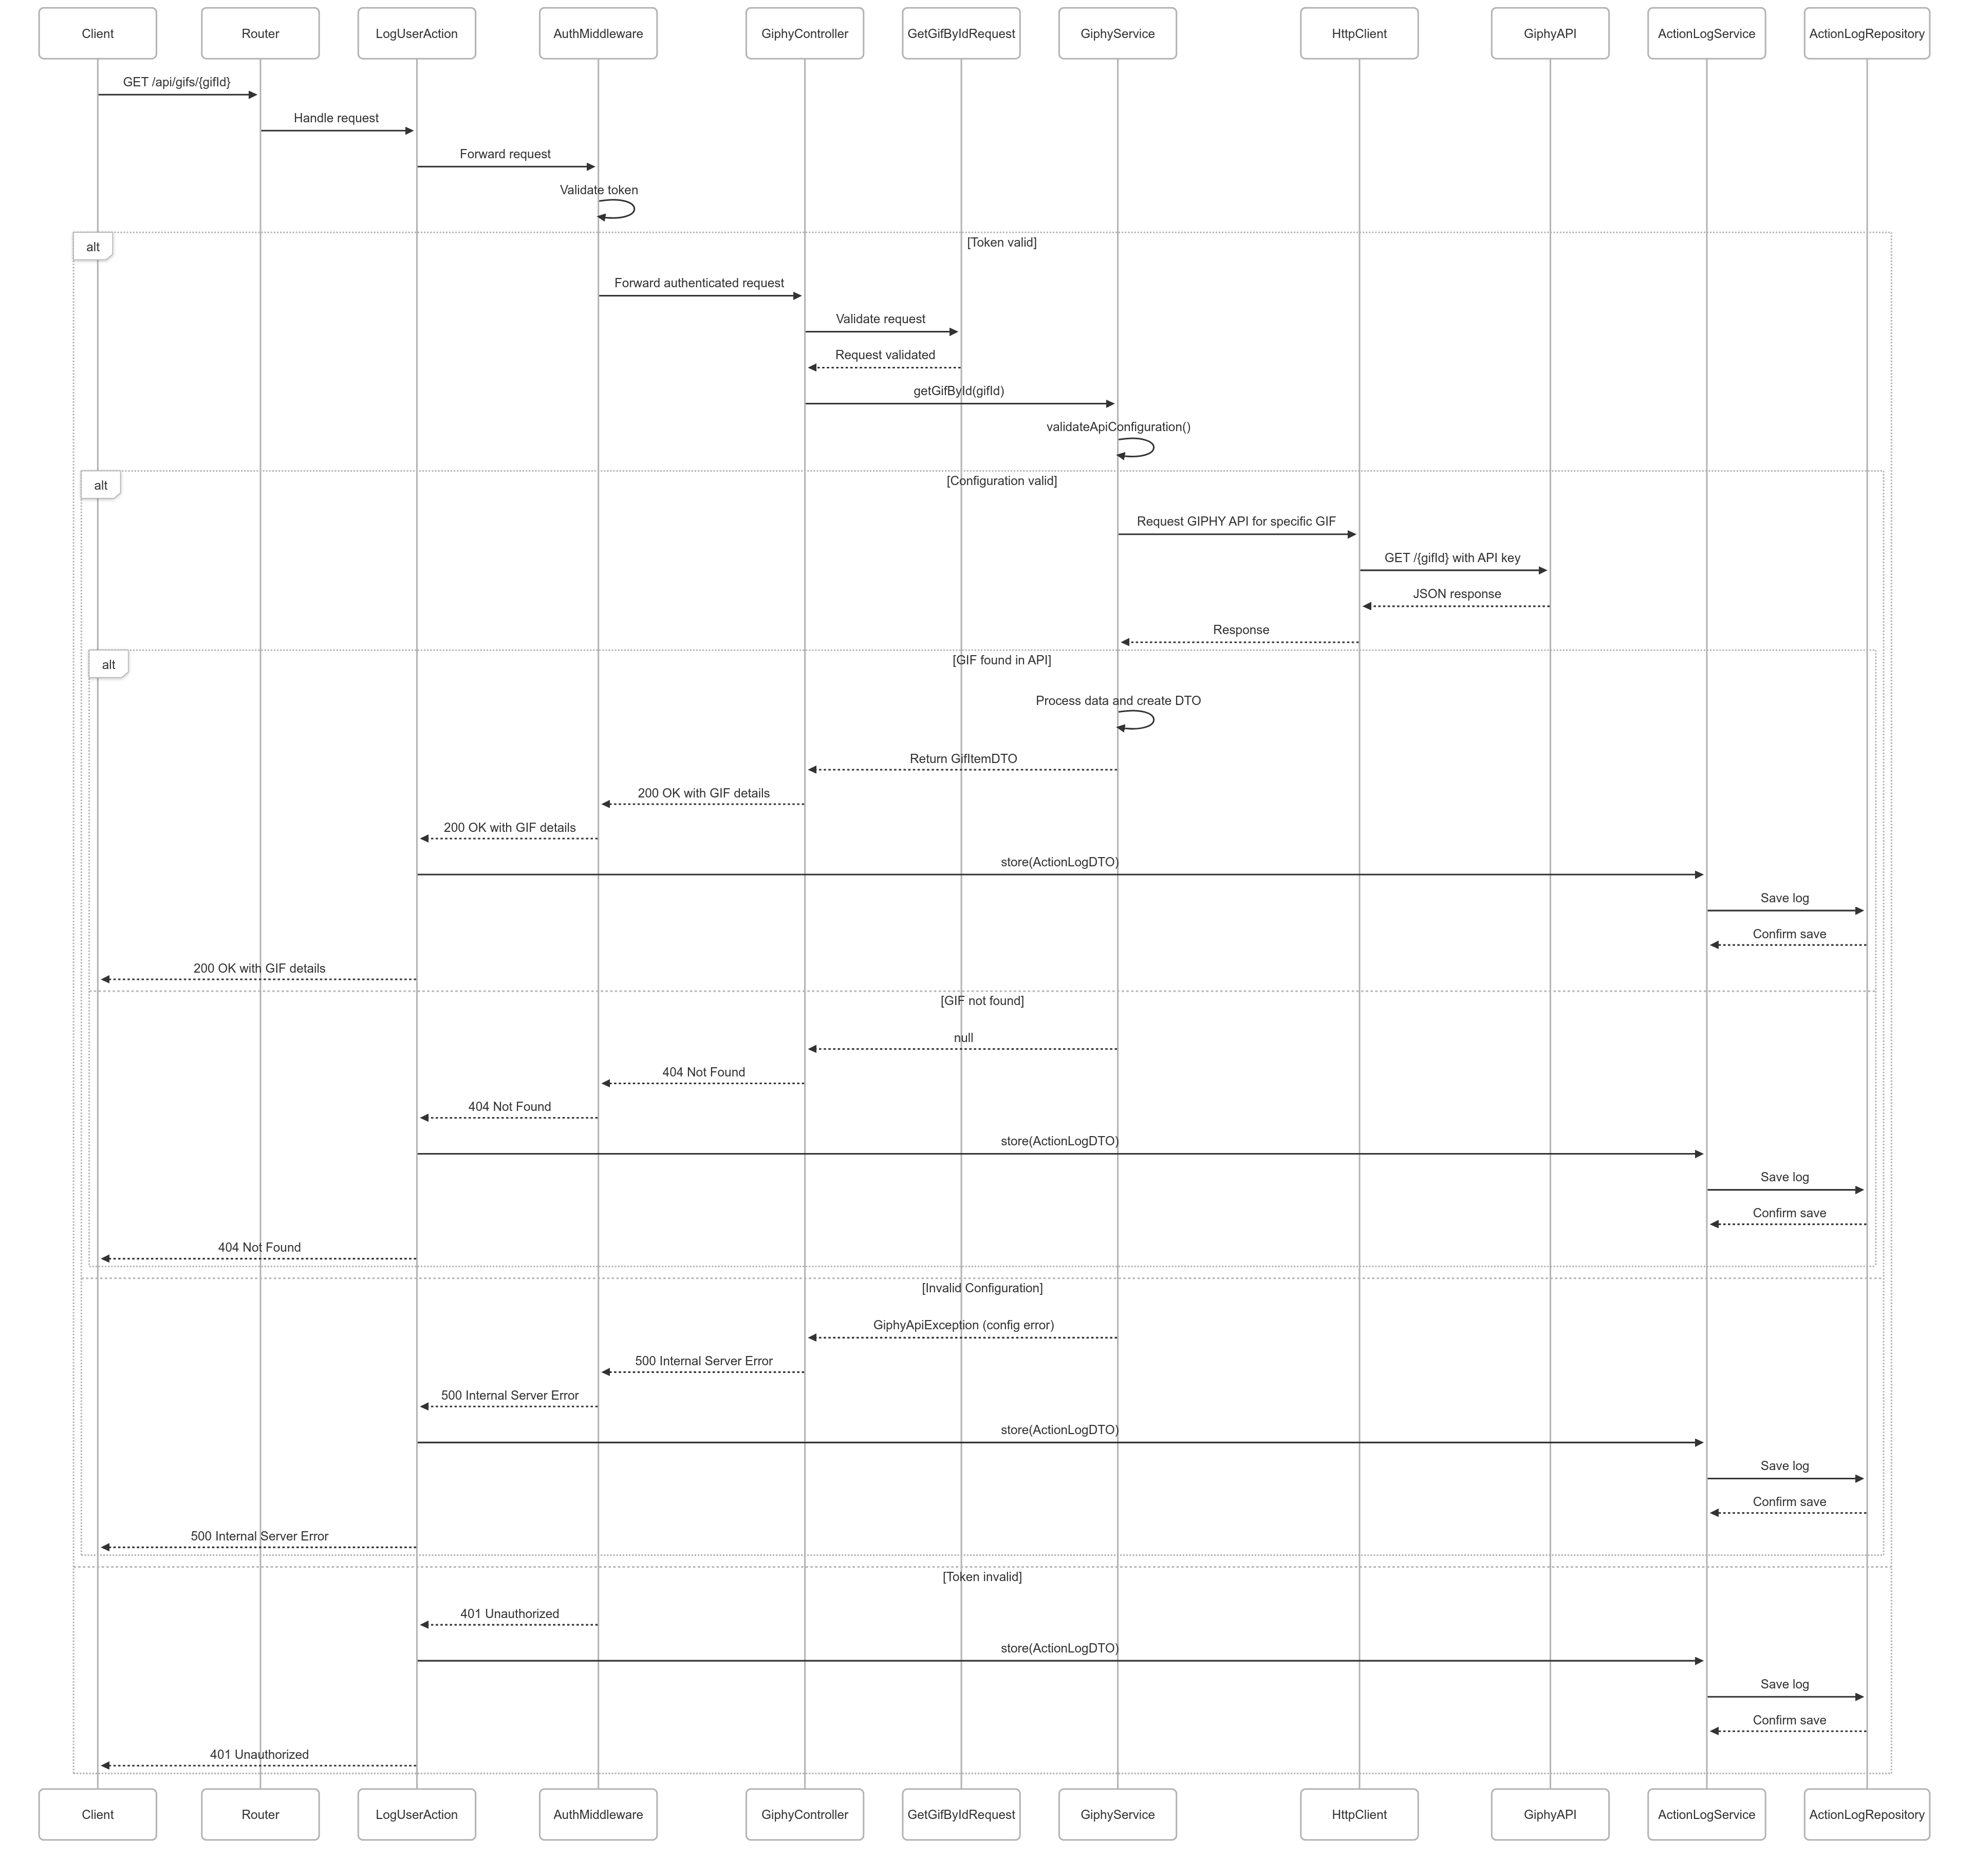 Client
Router
LogUserAction
AuthMiddleware
GiphyController
GetGifByIdRequest
GiphyService
HttpClient
GiphyAPI
ActionLogService
ActionLogRepository
GET /api/gifs/{gifId}
Handle request
Forward request
Validate token
alt
[Token valid]
Forward authenticated request
Validate request
Request validated
getGifById(gifId)
validateApiConfiguration()
alt
[Configuration valid]
Request GIPHY API for specific GIF
GET /{gifId} with API key
JSON response
Response
alt
[GIF found in API]
Process data and create DTO
Return GifItemDTO
200 OK with GIF details
200 OK with GIF details
store(ActionLogDTO)
Save log
Confirm save
200 OK with GIF details
[GIF not found]
null
404 Not Found
404 Not Found
store(ActionLogDTO)
Save log
Confirm save
404 Not Found
[Invalid Configuration]
GiphyApiException (config error)
500 Internal Server Error
500 Internal Server Error
store(ActionLogDTO)
Save log
Confirm save
500 Internal Server Error
[Token invalid]
401 Unauthorized
store(ActionLogDTO)
Save log
Confirm save
401 Unauthorized
Client
Router
LogUserAction
AuthMiddleware
GiphyController
GetGifByIdRequest
GiphyService
HttpClient
GiphyAPI
ActionLogService
ActionLogRepository